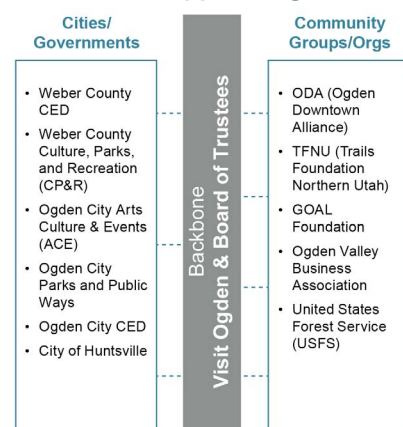 Cities/
Governments
• Weber County
CED
• Weber County
Culture, Parks,
and Recreation
(CP&R)
• Ogden City Arts
Culture & Events
(ACE)
• Ogden City
Parks and Public
Ways
• Ogden City CED
• City of Huntsville
Backbone
Visit Ogden & Board of Trustees
Community
Groups/Orgs
• ODA (Ogden
Downtown
Alliance)
• TFNU (Trails
Foundation
Northern Utah)
• GOAL
Foundation
• Ogden Valley
Business
Association
• United States
Forest Service
(USFS)